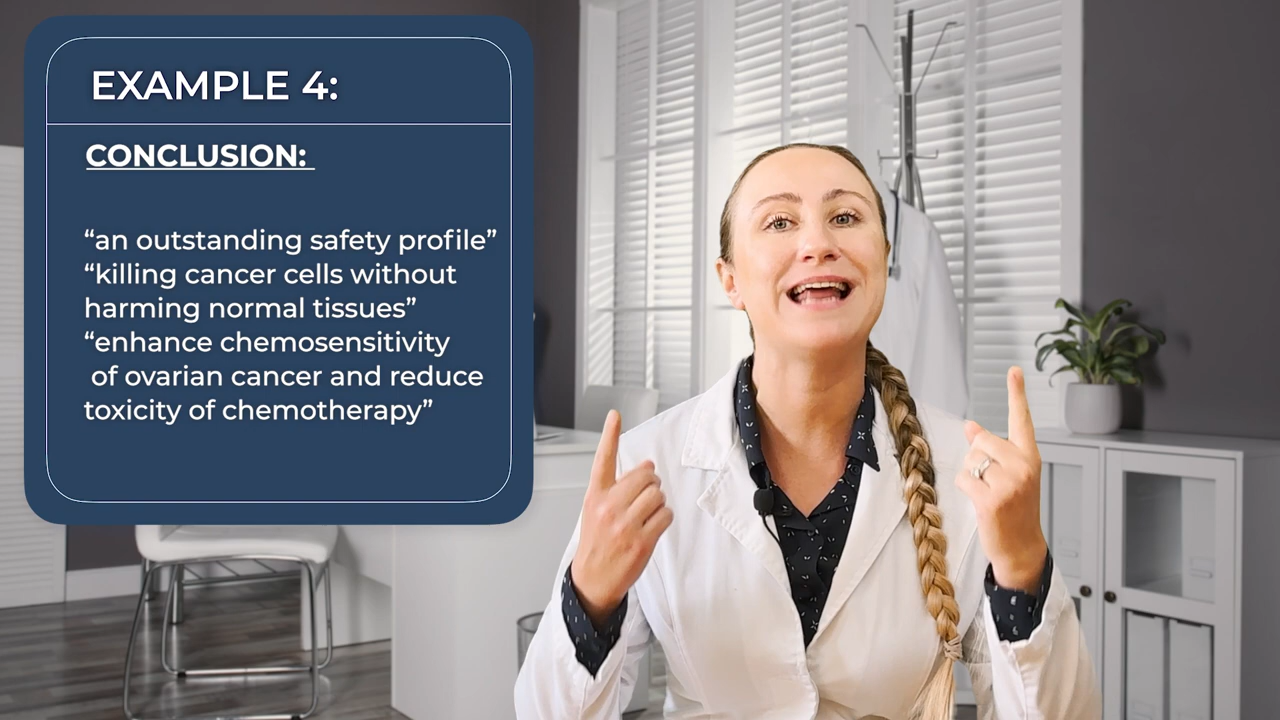 EXAMPLE 4:
CONCLUSION:
“an outstanding safety profile”
“killing cancer cells without
harming normal tissues”
“enhance chemosensitivity
of ovarian cancer and reduce
toxicity of chemotherapy”